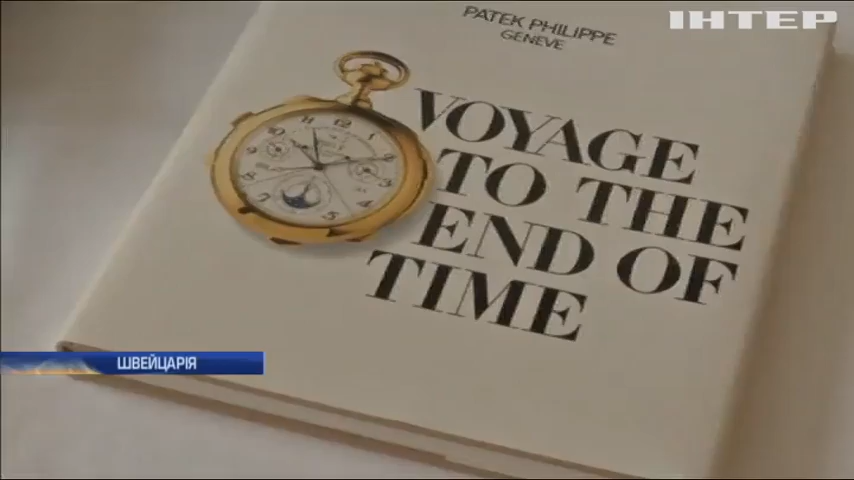 ІНТЕР
PATEK PHILIPPE
GENEVE
VOYAGE
TO THE
END OF
TIME
ШВЕЙЦАРІЯ